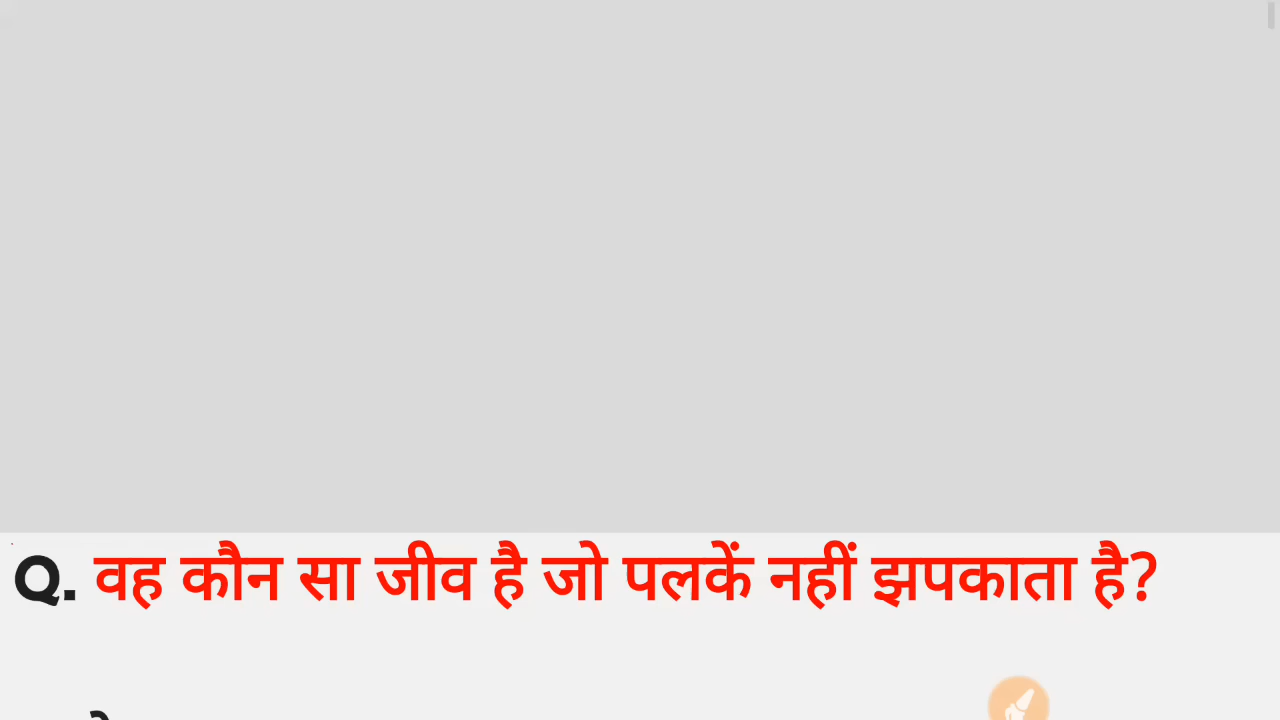 Q. वह कौन सा जीव है जो पलकें नहीं झपकाता है?